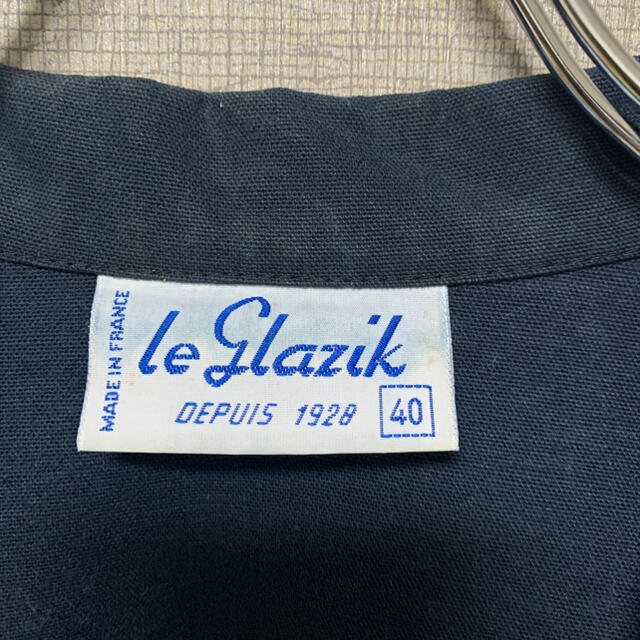 MADE IN FRANCE
le Glazik
DEPUIS 1928
40